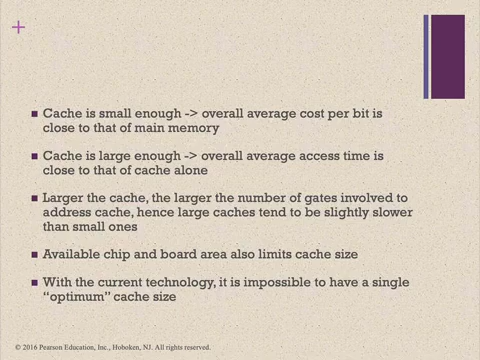 +
■ Cache is small enough -> overall average cost per bit is
close to that of main memory
■ Cache is large enough -> overall average access time is
close to that of cache alone
■ Larger the cache, the larger the number of gates involved to
address cache, hence large caches tend to be slightly slower
than small ones
■ Available chip and board area also limits cache size
■ With the current technology, it is impossible to have a single
“optimum” cache size
© 2016 Pearson Education, Inc., Hoboken, NJ. All rights reserved.